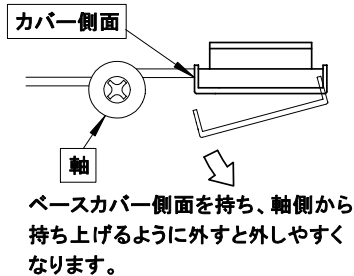 カバー側面
軸
ベースカバー側面を持ち、軸側から
持ち上げるように外すと外しやすく
なります。